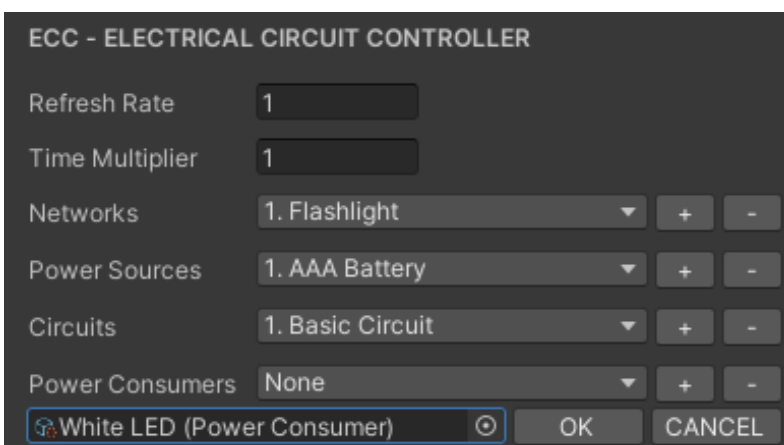 ECC - ELECTRICAL CIRCUIT CONTROLLER
Refresh Rate 1
Time Multiplier 1
Networks 1. Flashlight + -
Power Sources 1. AAA Battery + -
Circuits 1. Basic Circuit + -
Power Consumers None + -
White LED (Power Consumer) OK CANCEL